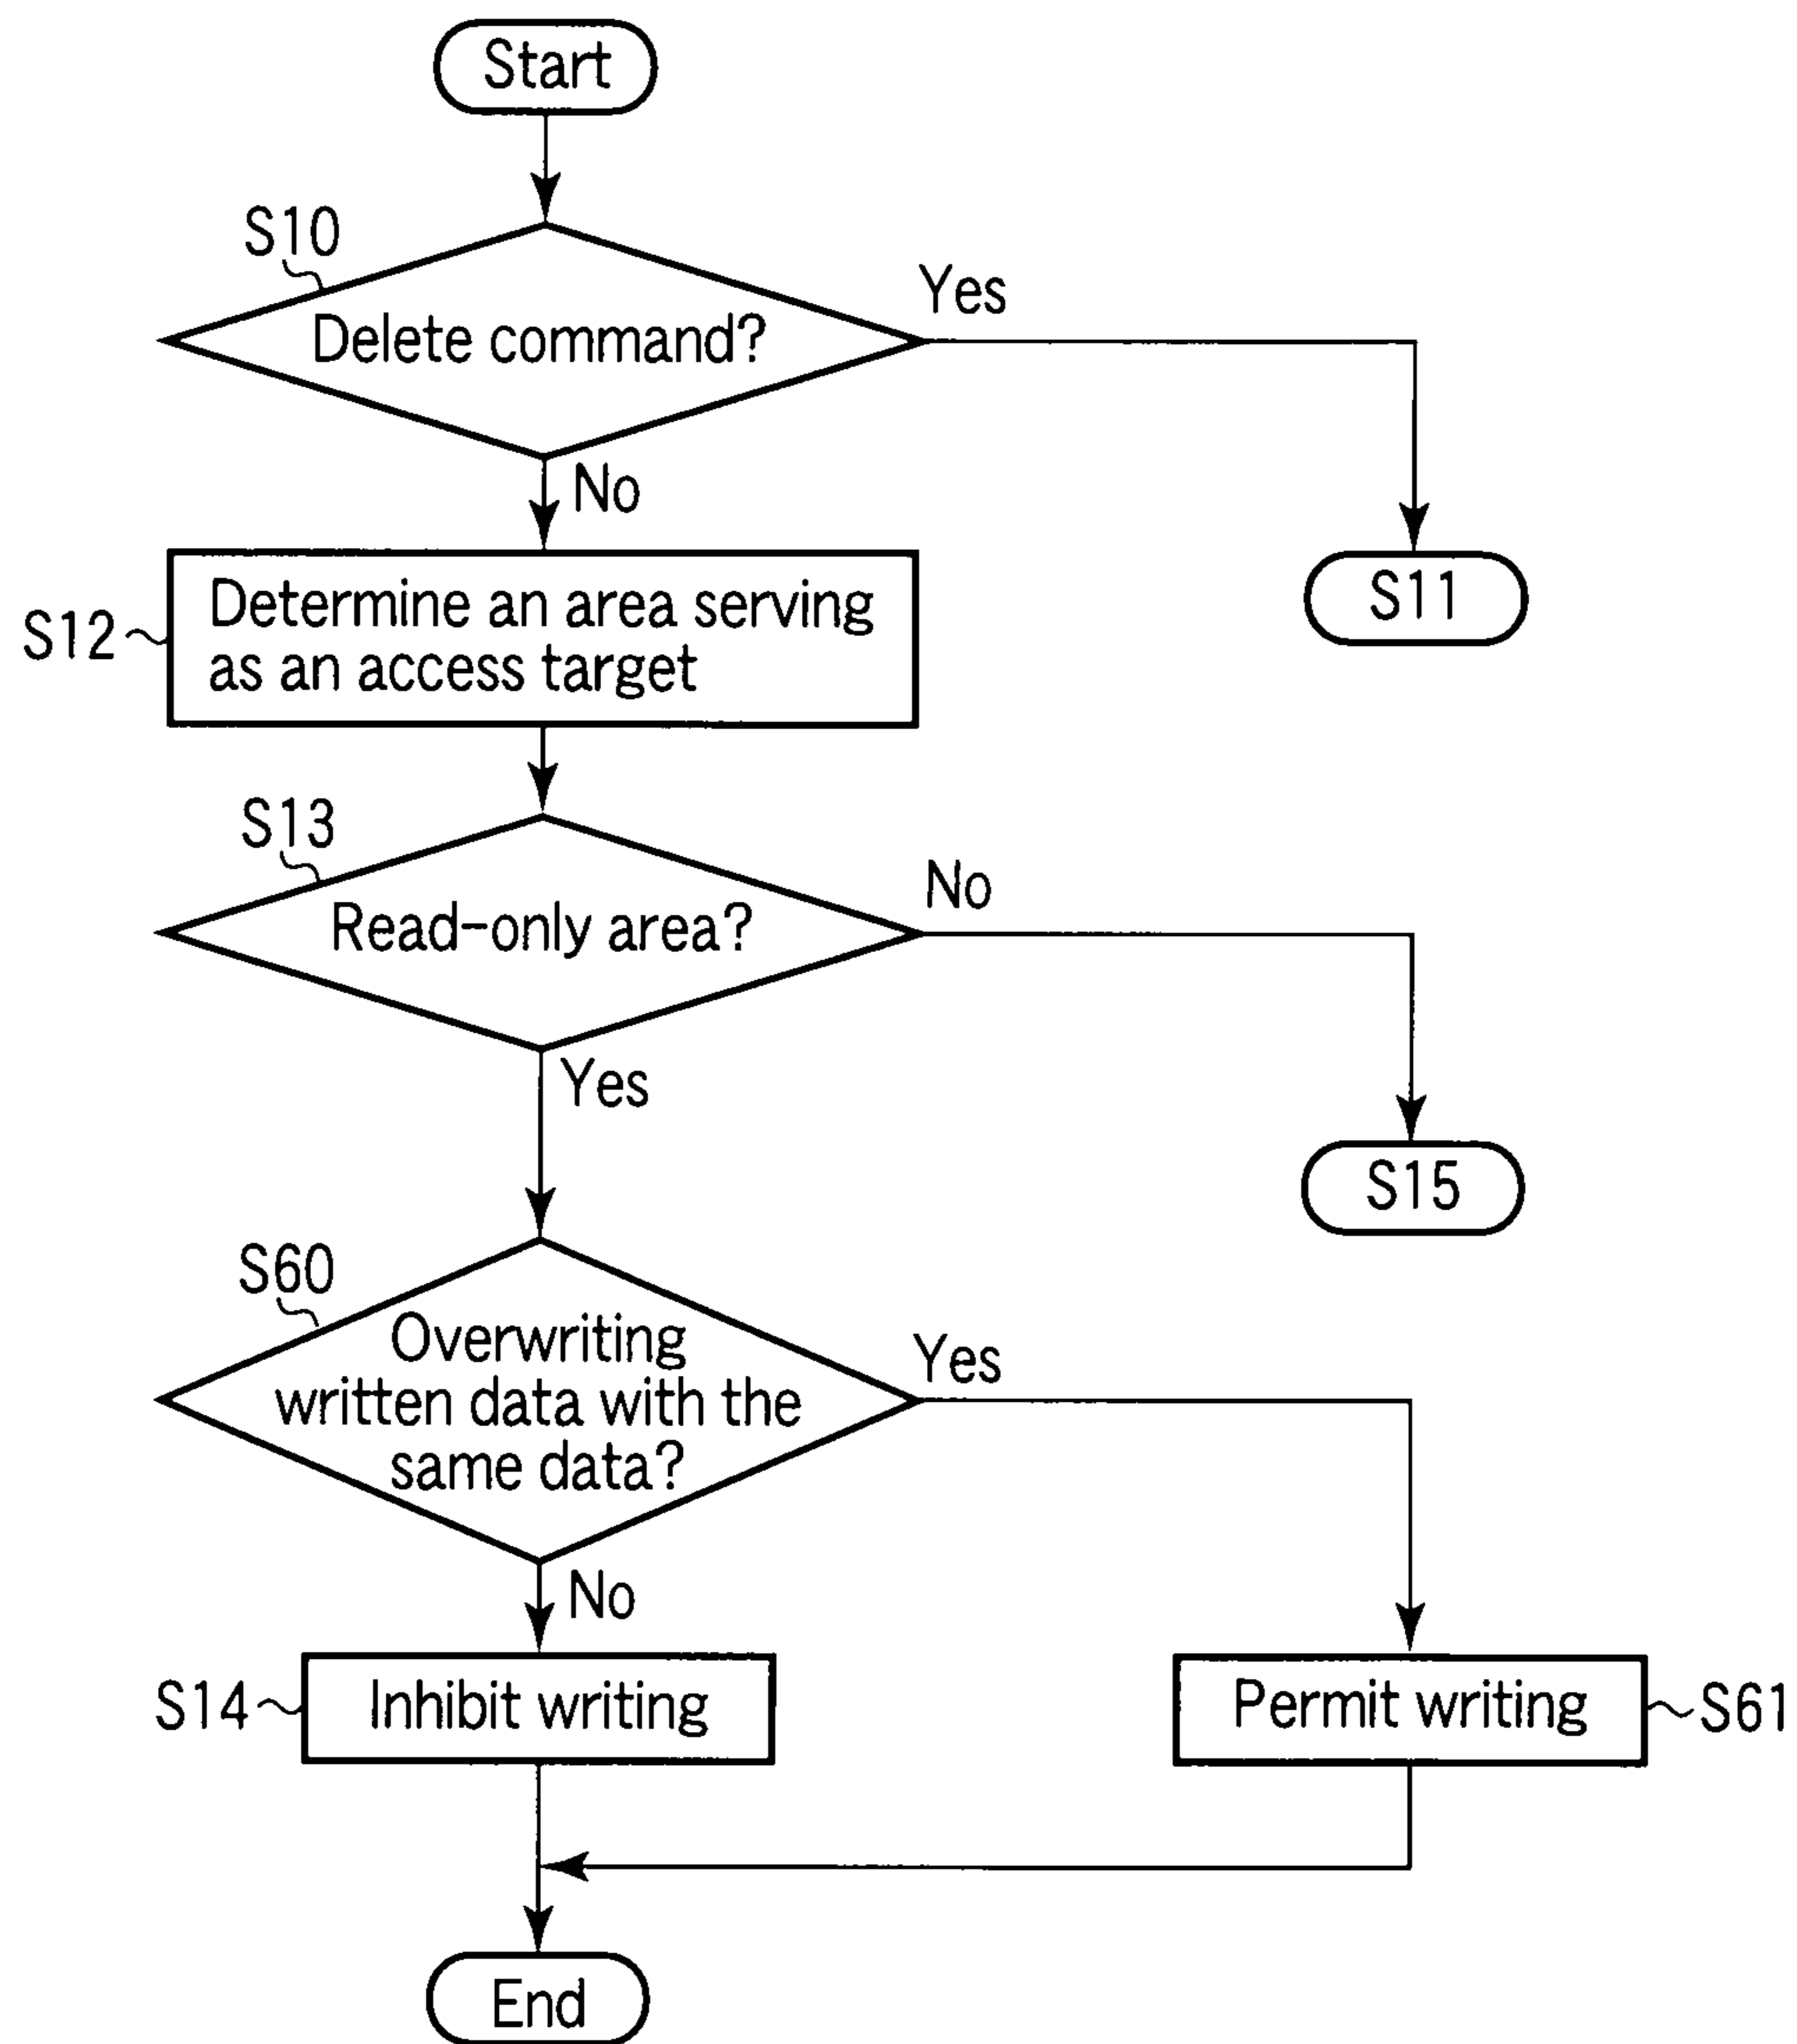 Start
S10
Delete command?
Yes
No
S12
Determine an area serving
as an access target
S11
S13
Read-only area?
No
Yes
S15
S60
Overwriting
written data with the
same data?
Yes
No
S14
Inhibit writing
Permit writing
S61
End